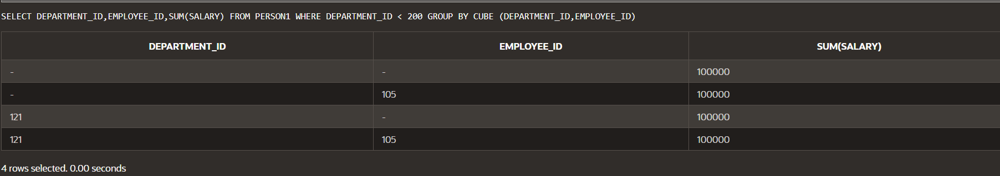 SELECT DEPARTMENT_ID,EMPLOYEE_ID,SUM(SALARY) FROM PERSON1 WHERE DEPARTMENT_ID < 200 GROUP BY CUBE (DEPARTMENT_ID,EMPLOYEE_ID)
DEPARTMENT_ID EMPLOYEE_ID SUM(SALARY)
- - 100000
- 105 100000
121 - 100000
121 105 100000
4 rows selected. 0.00 seconds